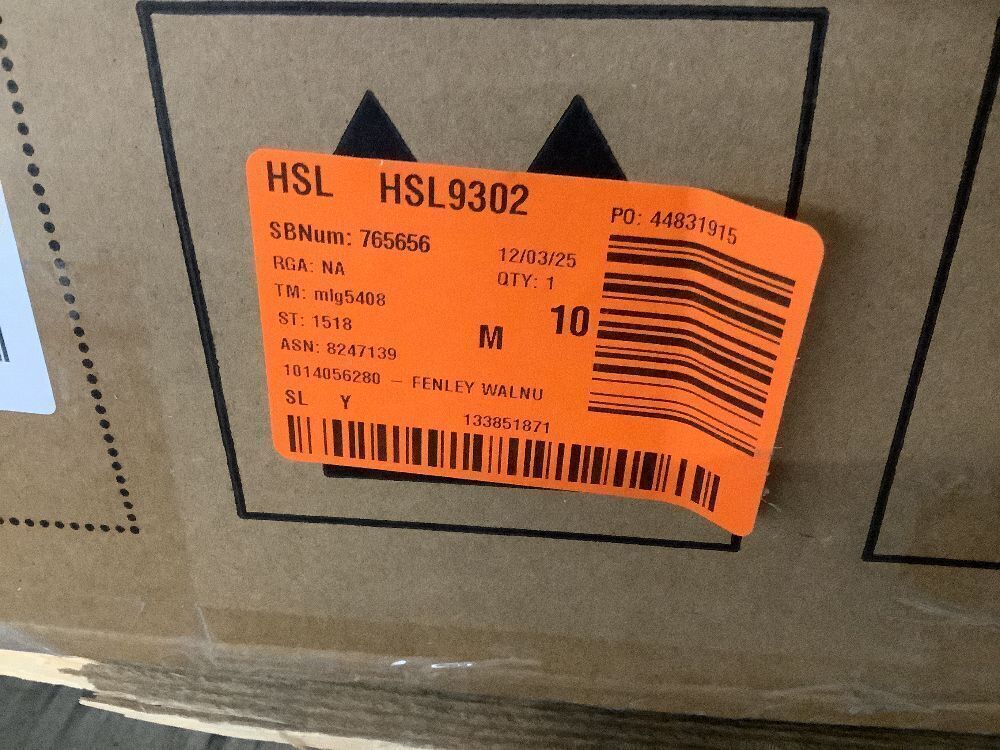 HSL HSL9302
PO: 44831915
SBNum: 765656
12/03/25
RGA: NA
QTY: 1
TM: mlg5408
ST: 1518
M 10
ASN: 8247139
1014056280 – FENLEY WALNU
SL Y
133851871